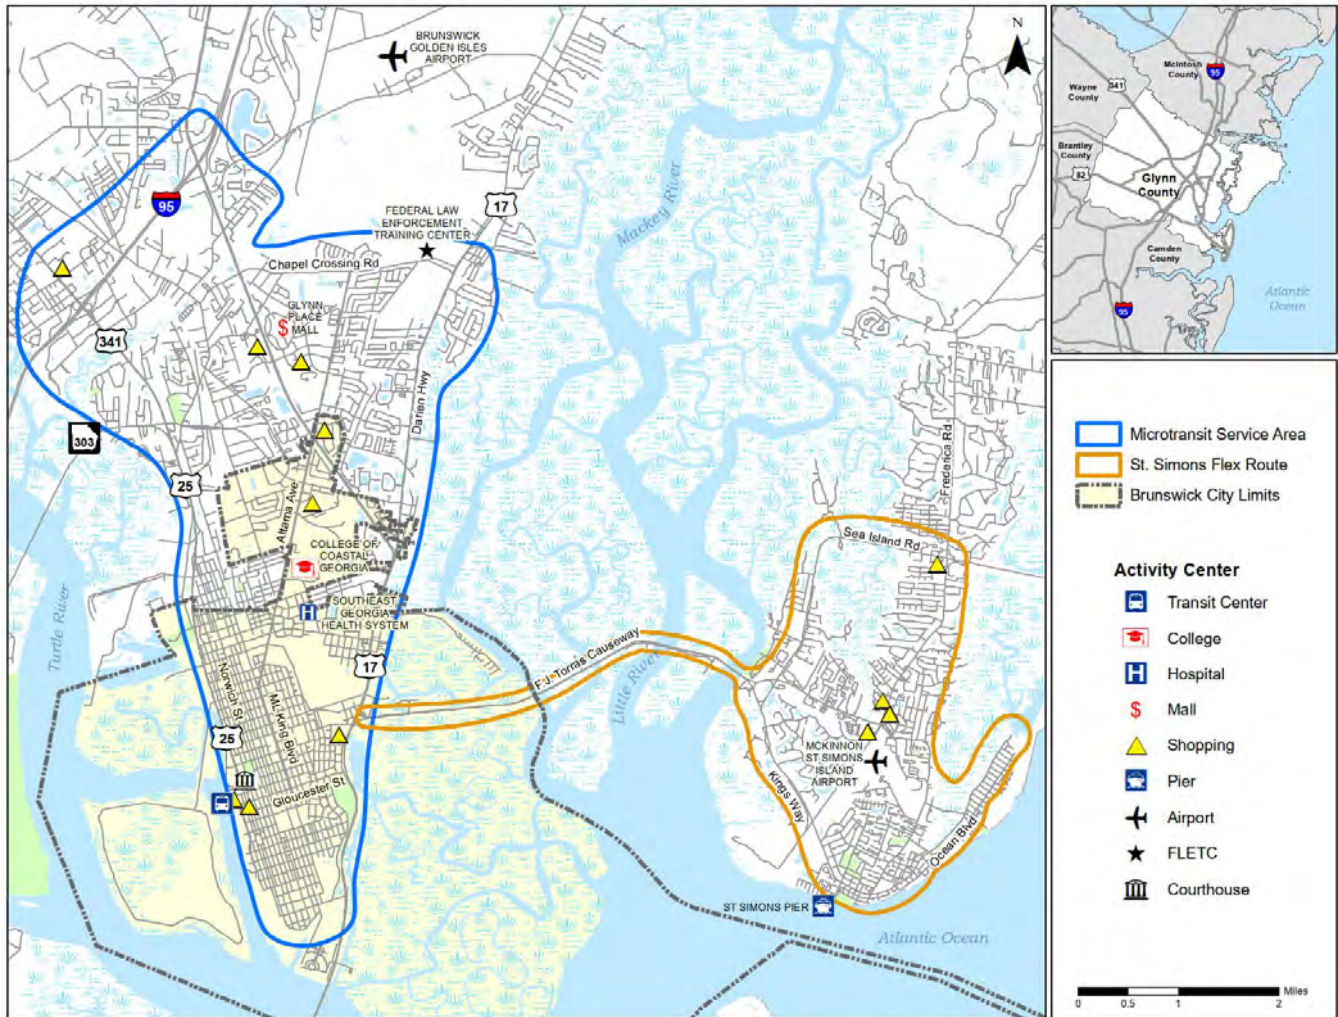 BRUNSWICK
GOLDEN ISLES
AIRPORT
N
95
FEDERAL LAW
ENFORCEMENT
TRAINING CENTER
17
Mackey River
Chapel Crossing Rd
GLYNN
PLACE
MALL
341
Darien Hwy
303
25
Altama Ave
Frederica Rd
Sea Island Rd
COLLEGE OF
COASTAL
GEORGIA
SOUTHEAST
GEORGIA
HEALTH SYSTEM
Turtle River
17
F.J. Torras Causeway
Little River
Norwich St
ML King Blvd
25
Gloucester St
MCKINNON
ST SIMONS
ISLAND
AIRPORT
Kings Way
Ocean Blvd
ST SIMONS PIER
Atlantic Ocean
McIntosh
County
95
341
Wayne
County
Brantley
County
82
Glynn
County
Camden
County
95
Atlantic
Ocean
Microtransit Service Area
St. Simons Flex Route
Brunswick City Limits
Activity Center
Transit Center
College
H Hospital
$ Mall
Shopping
Pier
Airport
FLETC
Courthouse
Miles
0 0.5 1 2